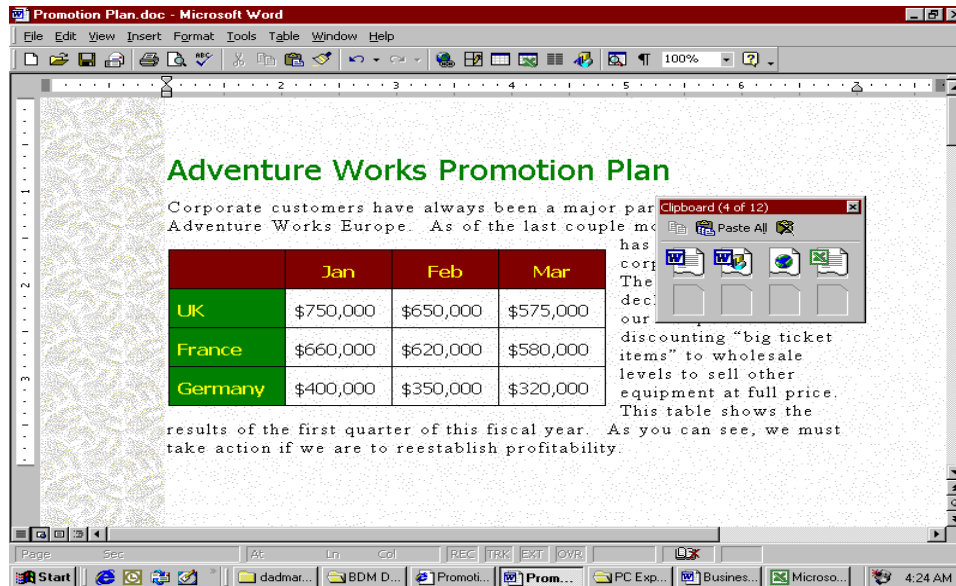 Promotion Plan.doc - Microsoft Word
File Edit View Insert Format Tools Table Window Help
100%
2 3 4 5 6 7
Adventure Works Promotion Plan
Corporate customers have always been a major par
Adventure Works Europe. As of the last couple mo
has
corp
The
decl
our
discounting “big ticket
items” to wholesale
levels to sell other
equipment at full price.
This table shows the
Clipboard (4 of 12)
Paste All
Jan Feb Mar
UK $750,000 $650,000 $575,000
France $660,000 $620,000 $580,000
Germany $400,000 $350,000 $320,000
results of the first quarter of this fiscal year. As you can see, we must
take action if we are to reestablish profitability.
Page Sec At Ln Col REC TRK EXT OVR
Start dadmar... BDM D... Promoti... Prom... PC Exp... Busines... Microso... 4:24 AM